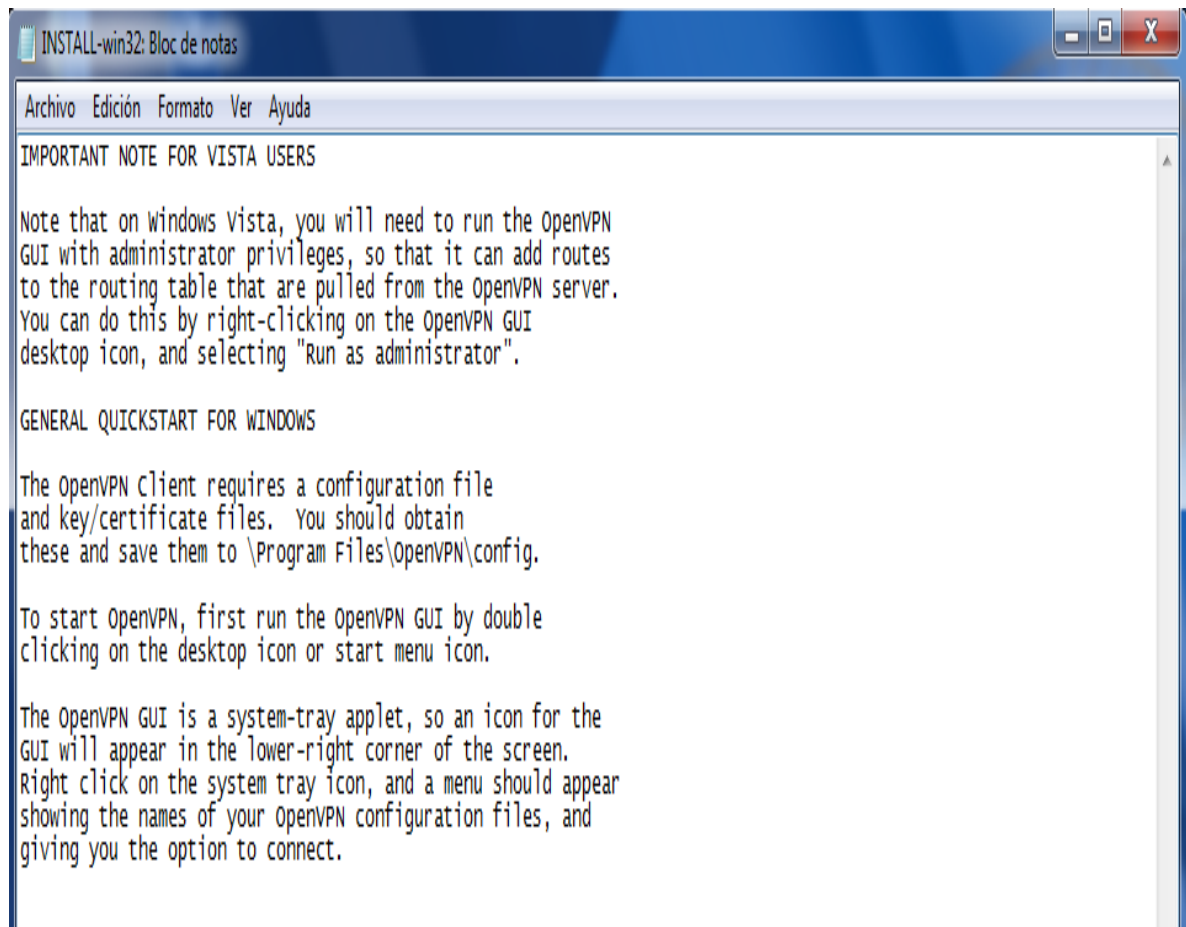 INSTALL-win32: Bloc de notas
Archivo Edición Formato Ver Ayuda
IMPORTANT NOTE FOR VISTA USERS
Note that on Windows Vista, you will need to run the OpenVPN
GUI with administrator privileges, so that it can add routes
to the routing table that are pulled from the OpenVPN server.
You can do this by right-clicking on the OpenVPN GUI
desktop icon, and selecting "Run as administrator".
GENERAL QUICKSTART FOR WINDOWS
The OpenVPN Client requires a configuration file
and key/certificate files.  You should obtain
these and save them to \Program Files\OpenVPN\config.
To start OpenVPN, first run the OpenVPN GUI by double
clicking on the desktop icon or start menu icon.
The OpenVPN GUI is a system-tray applet, so an icon for the
GUI will appear in the lower-right corner of the screen.
Right click on the system tray icon, and a menu should appear
showing the names of your OpenVPN configuration files, and
giving you the option to connect.